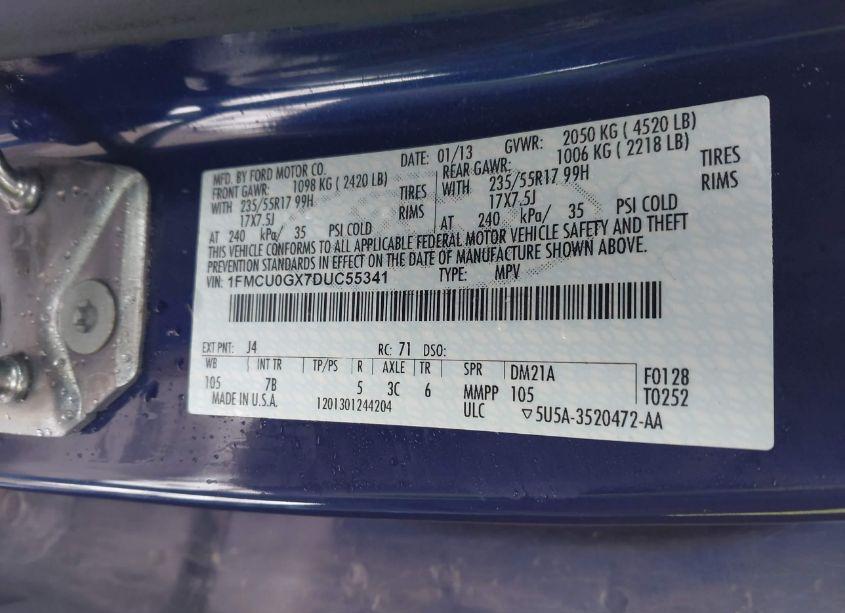 MFD. BY FORD MOTOR CO.
DATE: 01/13 GVWR: 2050 KG ( 4520 LB)
FRONT GAWR: 1098 KG ( 2420 LB) REAR GAWR: 1006 KG ( 2218 LB)
WITH 235/55R17 99H TIRES WITH 235/55R17 99H TIRES
17X7.5J RIMS 17X7.5J RIMS
AT 240 kPa/ 35 PSI COLD AT 240 kPa/ 35 PSI COLD
THIS VEHICLE CONFORMS TO ALL APPLICABLE FEDERAL MOTOR VEHICLE SAFETY AND THEFT
PREVENTION STANDARDS IN EFFECT ON THE DATE OF MANUFACTURE SHOWN ABOVE.
VIN: 1FMCU0GX7DUC55341 TYPE: MPV
EXT PNT: J4 RC: 71 DSO:
WB INT TR TP/PS R AXLE TR SPR DM21A F0128
105 7B 5 3C 6 MMPP 105 T0252
MADE IN U.S.A. 1201301244204 ULC ▽5U5A-3520472-AA